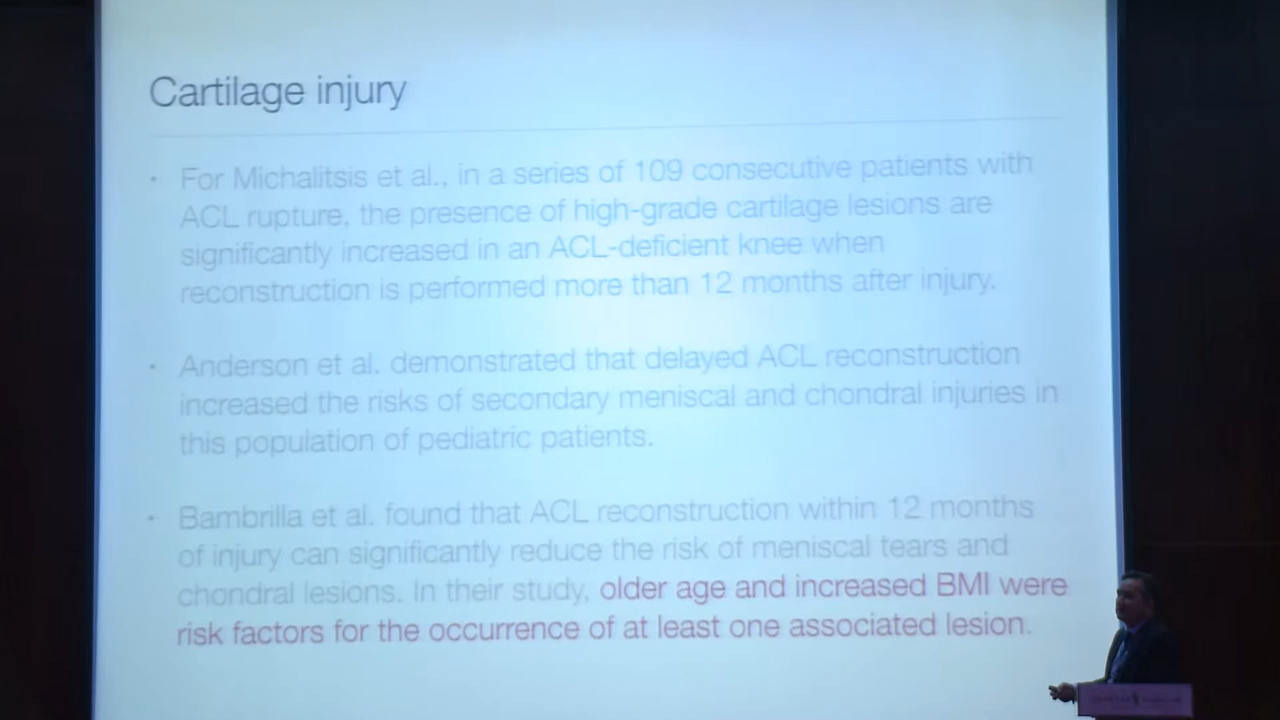 Cartilage injury
• For Michalitsis et al., in a series of 109 consecutive patients with
ACL rupture, the presence of high-grade cartilage lesions are
significantly increased in an ACL-deficient knee when
reconstruction is performed more than 12 months after injury.
• Anderson et al. demonstrated that delayed ACL reconstruction
increased the risks of secondary meniscal and chondral injuries in
this population of pediatric patients.
• Bambrilla et al. found that ACL reconstruction within 12 months
of injury can significantly reduce the risk of meniscal tears and
chondral lesions. In their study, older age and increased BMI were
risk factors for the occurrence of at least one associated lesion.